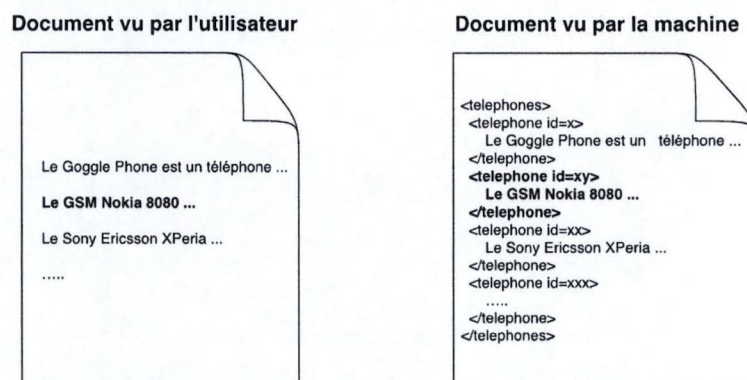 Document vu par l'utilisateur
Le Goggle Phone est un téléphone ...
Le GSM Nokia 8080 ...
Le Sony Ericsson XPeria ...
.....
Document vu par la machine
<telephones>
<telephone id=x>
Le Goggle Phone est un téléphone ...
</telephone>
<telephone id=xy>
Le GSM Nokia 8080 ...
</telephone>
<telephone id=xx>
Le Sony Ericsson XPeria ...
</telephone>
<telephone id=xxx>
.....
</telephone>
</telephones>